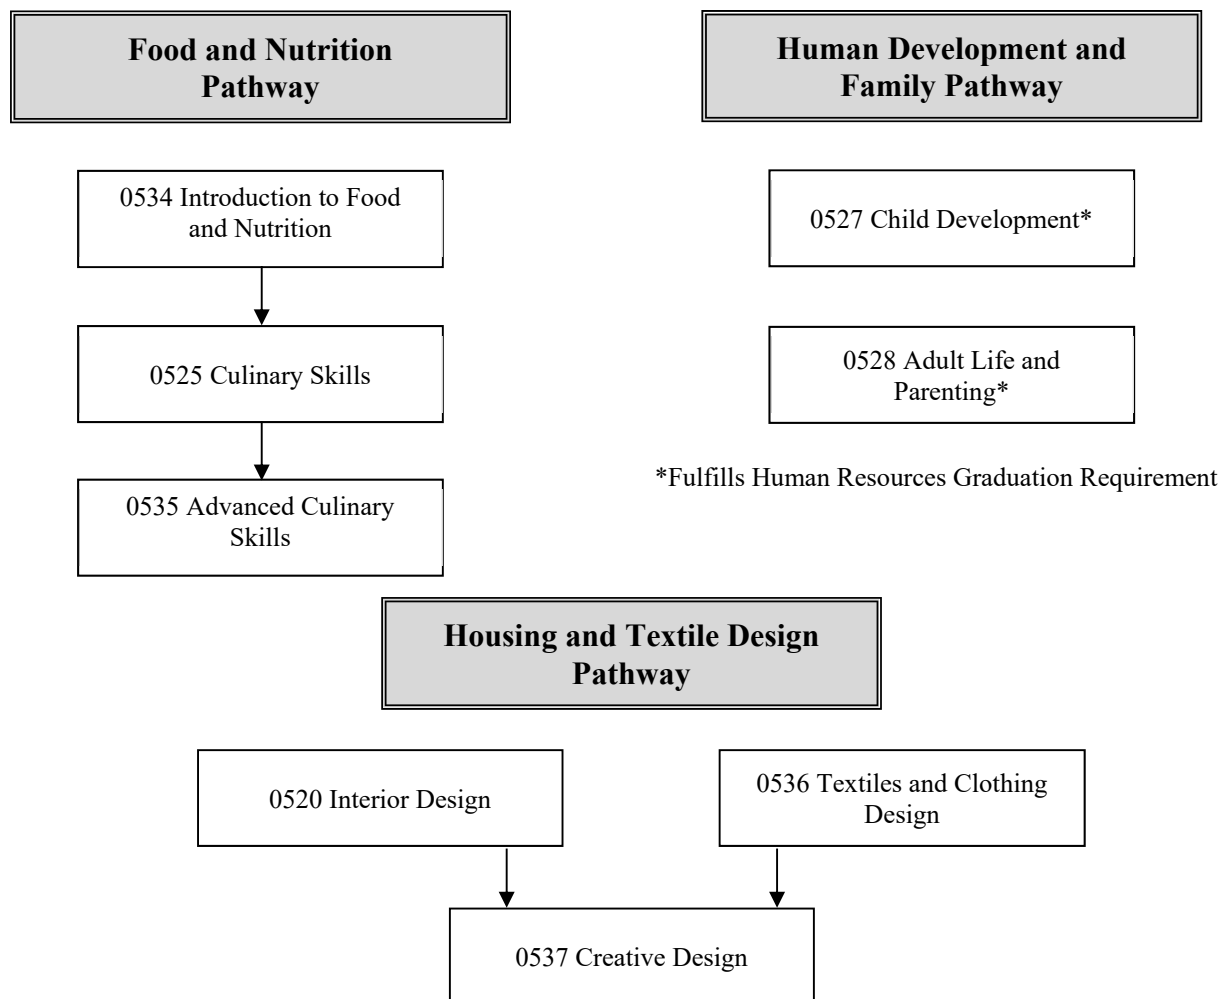 Food and Nutrition
Pathway
0534 Introduction to Food
and Nutrition
0525 Culinary Skills
0535 Advanced Culinary
Skills
Human Development and
Family Pathway
0527 Child Development*
0528 Adult Life and
Parenting*
*Fulfills Human Resources Graduation Requirement
Housing and Textile Design
Pathway
0520 Interior Design
0536 Textiles and Clothing
Design
0537 Creative Design